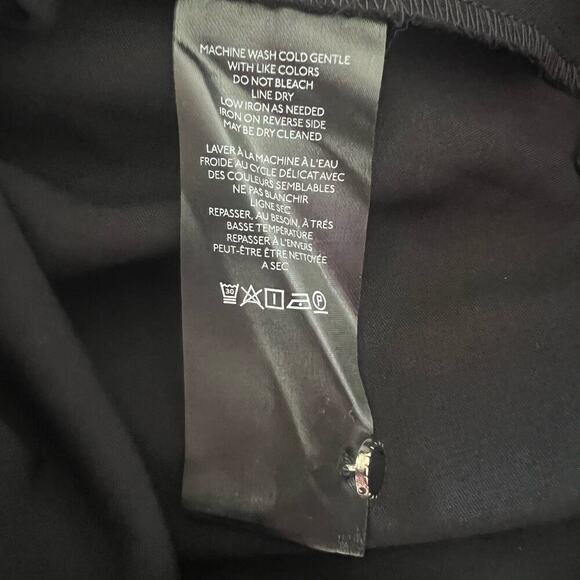 MACHINE WASH COLD GENTLE
WITH LIKE COLORS
DO NOT BLEACH
LINE DRY
LOW IRON AS NEEDED
IRON ON REVERSE SIDE
MAY BE DRY CLEANED
LAVER À LA MACHINE À L'EAU
FROIDE AU CYCLE DÉLICAT AVEC
DES COULEURS SEMBLABLES
NE PAS BLANCHIR
LIGNE SEC
REPASSER, AU BESOIN, À TRÉS
BASSE TEMPÉRATURE
REPASSER À L'ENVERS
PEUT-ÊTRE ÊTRE NETTOYÉE
A SEC
30 P